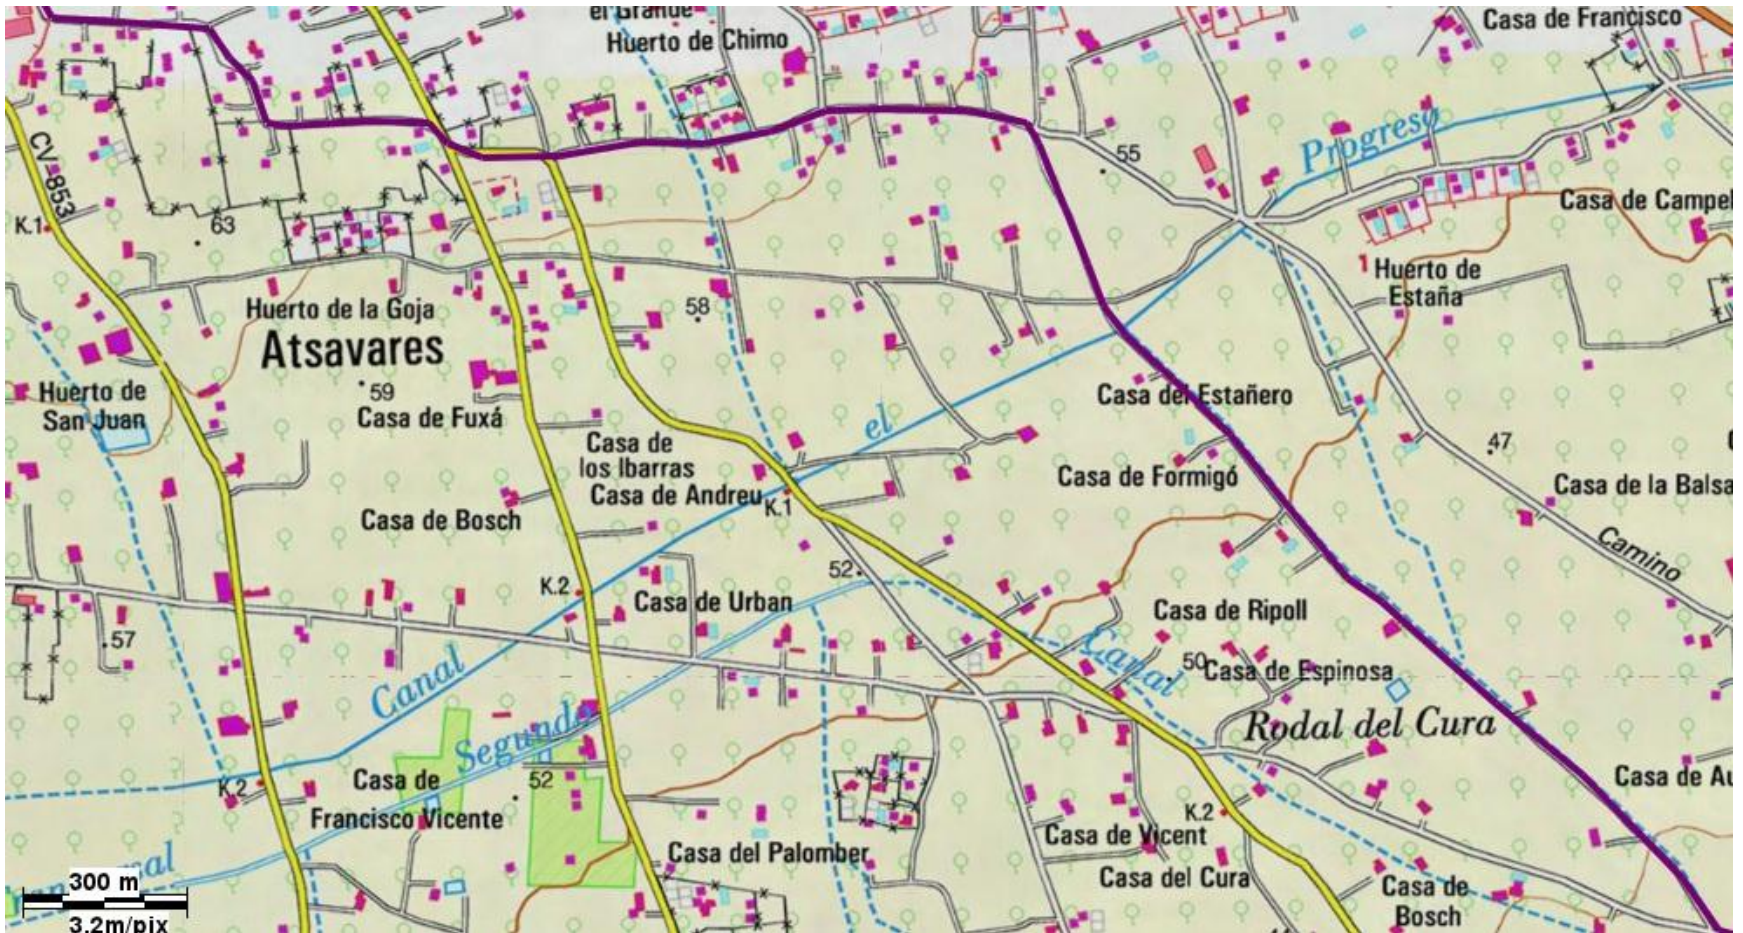 el Grande
Huerto de Chimo
Casa de Francisco
CV-853
Progreso
55
K.1
63
Casa de Campel
Huerto de
Estaña
Huerto de la Goja
58
Atsavares
Huerto de
San Juan
59
Casa de Fuxá
Casa del Estañero
el
Casa de
los Ibarras
Casa de Andreu
K.1
47
Casa de Formigó
Casa de la Balsa
Casa de Bosch
Camino
52
K.2
Casa de Urban
Casa de Ripoll
57
Canal
Canal
50
Casa de Espinosa
Segundo
Rodal del Cura
K.2
Casa de
Francisco Vicente
52
Casa de Au
K.2
Casa de Vicent
Casa del Palomber
Casa del Cura
Casa de
Bosch
300 m
3.2m/pix